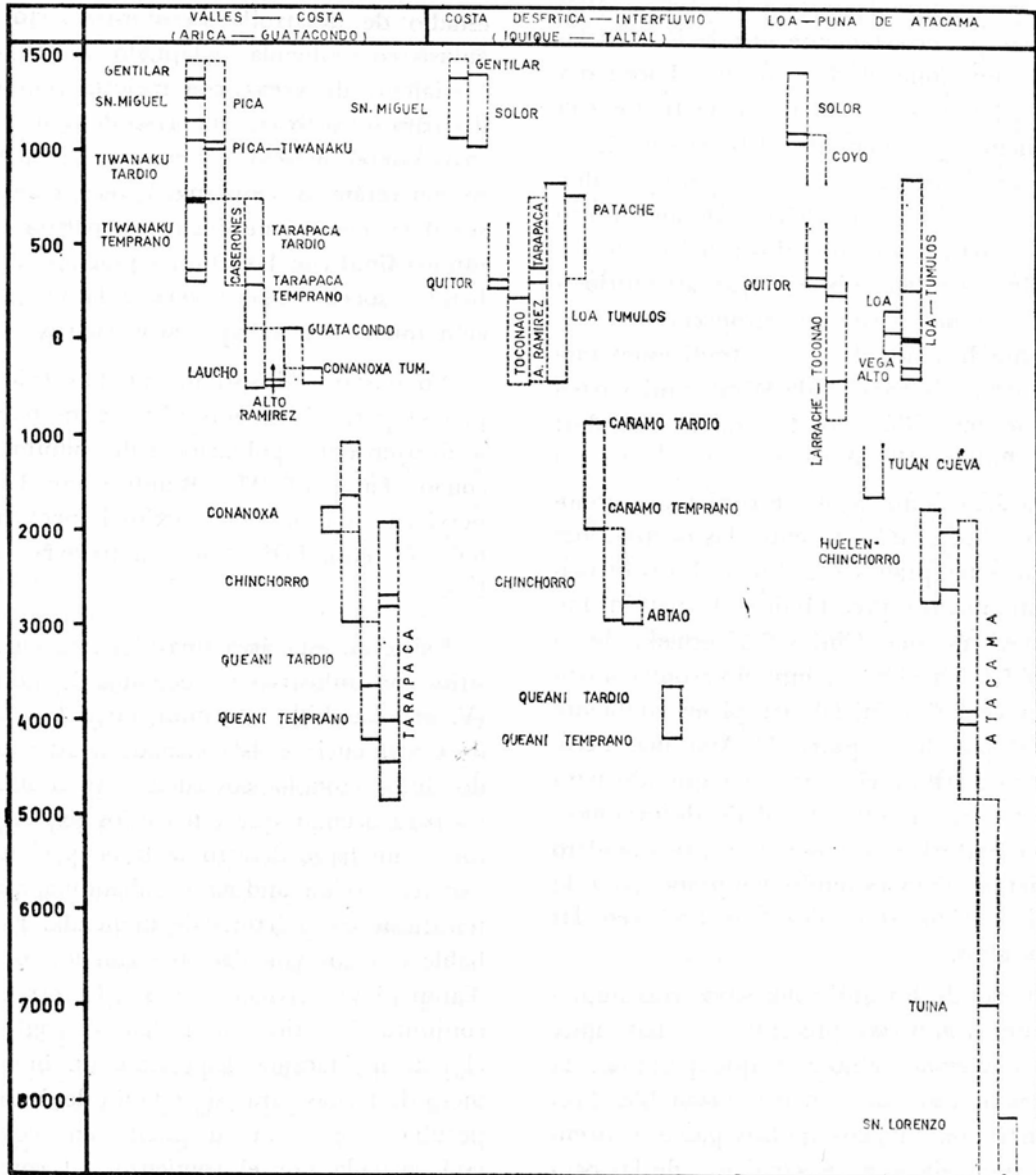 VALLES — COSTA
(ARICA — GUATACONDO)
COSTA DESERTICA — INTERFLUVIO
(IQUIQUE — TALTAL)
LOA—PUNA DE ATACAMA
1500
1000
500
0
1000
2000
3000
4000
5000
6000
7000
8000
GENTILAR
SN.MIGUEL
PICA
PICA—TIWANAKU
TIWANAKU
TARDIO
TIWANAKU
TEMPRANO
CASERONES
TARAPACA
TARDIO
TARAPACA
TEMPRANO
GUATACONDO
LAUCHO
CONANOXA TUM.
ALTO
RAMIREZ
CONANOXA
CHINCHORRO
QUEANI TARDIO
QUEANI TEMPRANO
TARAPACA
GENTILAR
SN. MIGUEL
SOLOR
PATACHE
TARAPACA
QUITOR
TOCONAO
A. RAMIREZ
LOA TUMULOS
CARAMO TARDIO
CARAMO TEMPRANO
CHINCHORRO
ABTAO
QUEANI TARDIO
QUEANI TEMPRANO
SOLOR
COYO
QUITOR
LOA
LOA—TUMULOS
VEGA
ALTO
LARRACHE—TOCONAO
TULAN CUEVA
HUELEN-
CHINCHORRO
ATACAMA
TUINA
SN. LORENZO